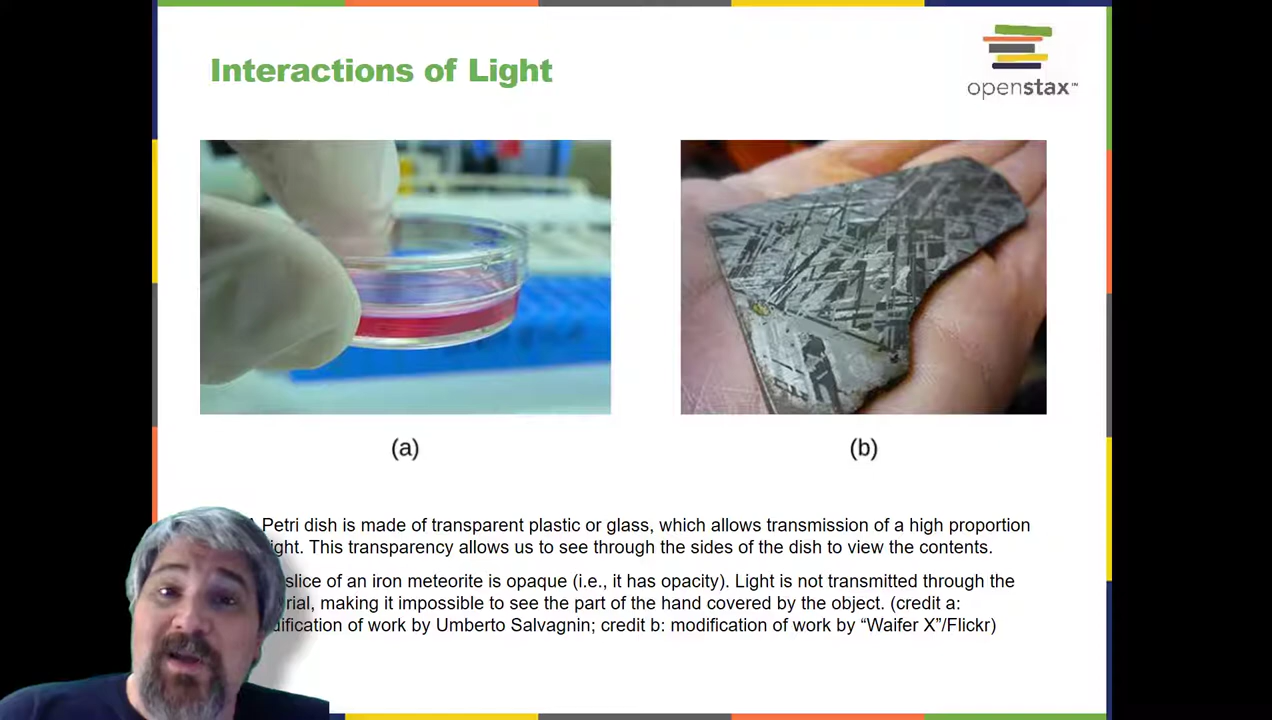 Interactions of Light
openstax™
(a)
(b)
Petri dish is made of transparent plastic or glass, which allows transmission of a high proportion
This transparency allows us to see through the sides of the dish to view the contents.
slice of an iron meteorite is opaque (i.e., it has opacity). Light is not transmitted through the
making it impossible to see the part of the hand covered by the object. (credit a:
of work by Umberto Salvagnin; credit b: modification of work by “Waifer X”/Flickr)